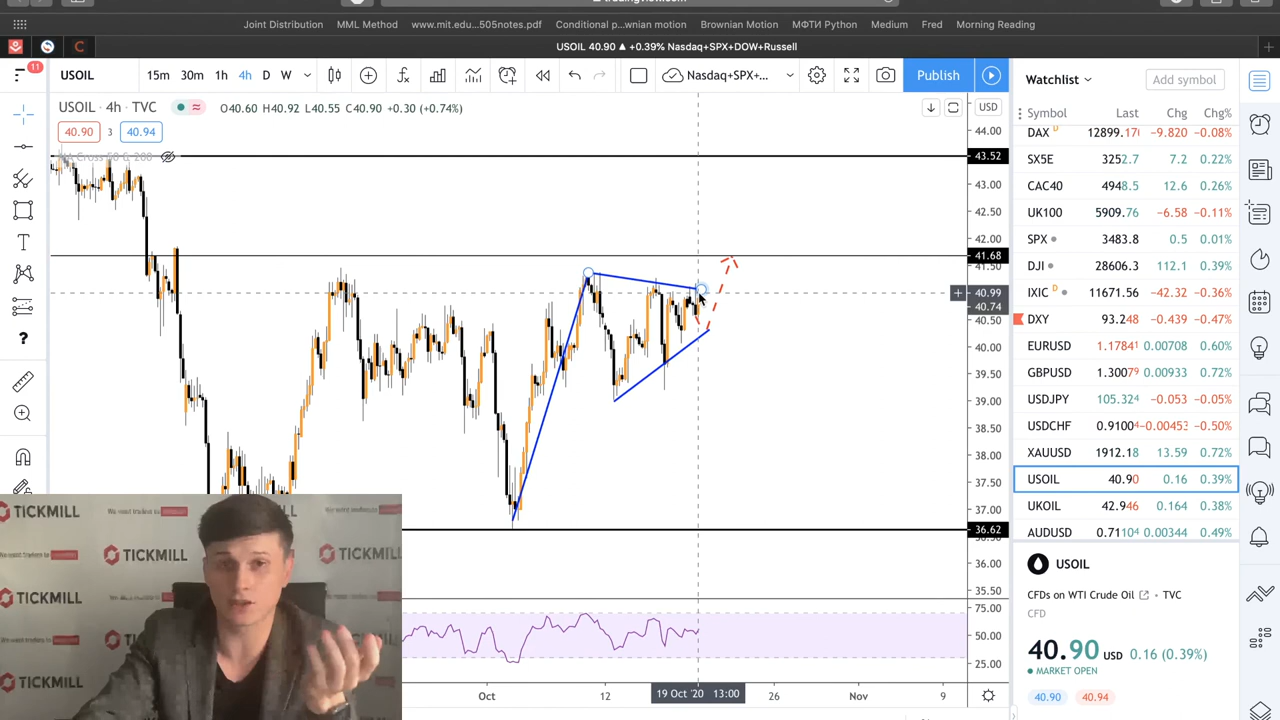 Joint Distribution MML Method www.mit.edu...505notes.pdf Conditional p...wnian motion Brownian Motion МФТИ Python Medium Fred Morning Reading
USOIL 40.90 ▲ +0.39% Nasdaq+SPX+DOW+Russell
11 USOIL 15m 30m 1h 4h D W Nasdaq+SPX+... Publish
USOIL · 4h · TVC O40.60 H40.92 L40.55 C40.90 +0.30 (+0.74%)
40.90 3 40.94
MA Cross 50 & 200
USD
44.00
43.52
43.00
42.50
42.00
41.68
41.50
40.99
40.74
40.50
40.00
39.50
39.00
38.50
38.00
37.50
37.00
36.62
36.00
35.50
75.00
50.00
25.00
Oct 12 19 Oct '20 13:00 26 Nov 9
Watchlist Add symbol
Symbol Last Chg Chg%
DAX D 12899.170 −9.820 −0.08%
SX5E 3252.7 7.2 0.22%
CAC40 4948.5 12.6 0.26%
UK100 5909.76 −6.58 −0.11%
SPX 3483.8 0.5 0.01%
DJI 28606.3 112.1 0.39%
IXIC D 11671.56 −42.32 −0.36%
DXY 93.248 −0.439 −0.47%
EURUSD 1.17841 0.00708 0.60%
GBPUSD 1.30079 0.00933 0.72%
USDJPY 105.324 −0.053 −0.05%
USDCHF 0.91004 −0.00453 −0.50%
XAUUSD 1912.18 13.59 0.72%
USOIL 40.90 0.16 0.39%
UKOIL 42.946 0.164 0.38%
AUDUSD 0.71104 0.00344 0.49%
USOIL
CFDs on WTI Crude Oil · TVC
CFD
40.90 USD 0.16 (0.39%)
MARKET OPEN
40.90 40.94
TICKMILL
TICKMILL
TICKMILL
TICKMILL
TICKMILL
TICKMILL
TICKMILL